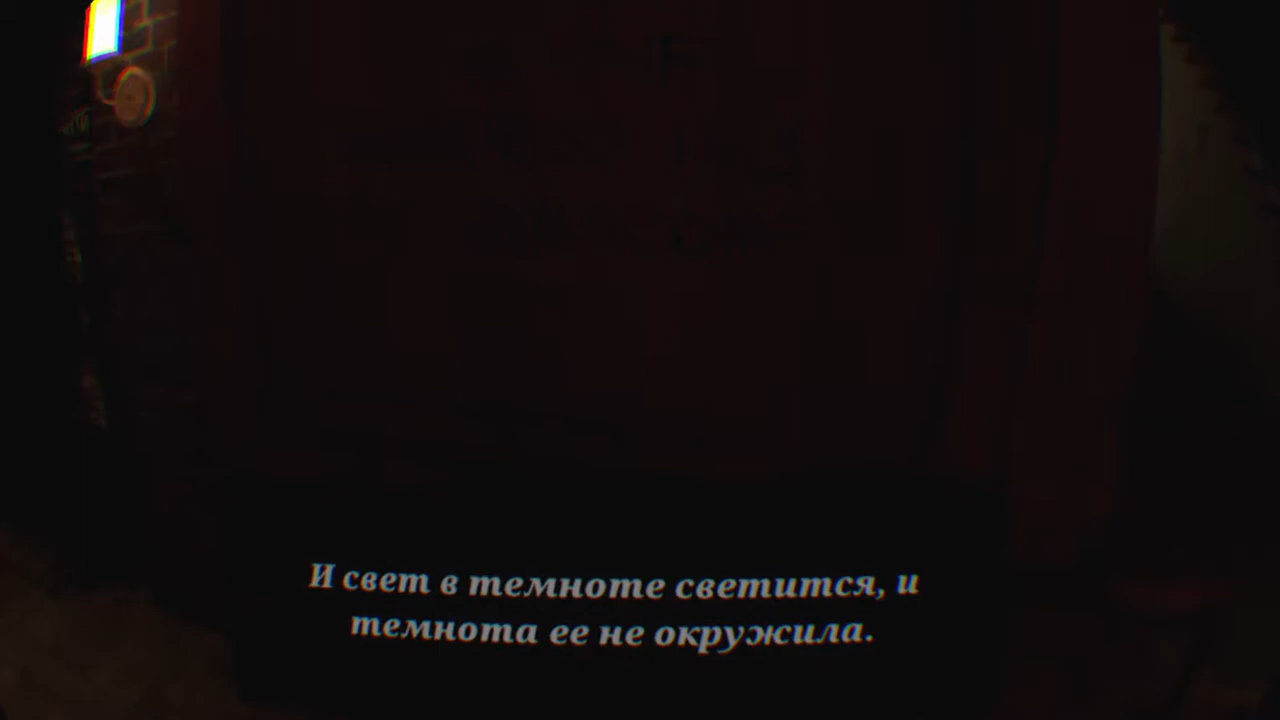 И свет в темноте светится, и
темнота ее не окружила.